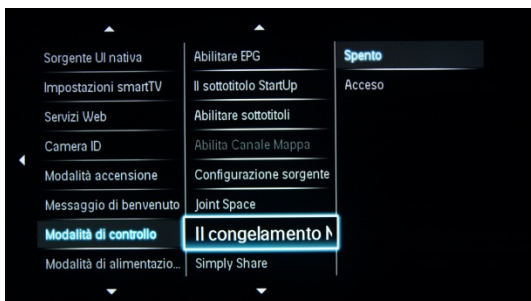 Sorgente UI nativa
Impostazioni smartTV
Servizi Web
Camera ID
Modalità accensione
Messaggio di benvenuto
Modalità di controllo
Modalità di alimentazio...
Abilitare EPG
Il sottotitolo StartUp
Abilitare sottotitoli
Abilita Canale Mappa
Configurazione sorgente
Joint Space
Il congelamento
Simply Share
Spento
Acceso